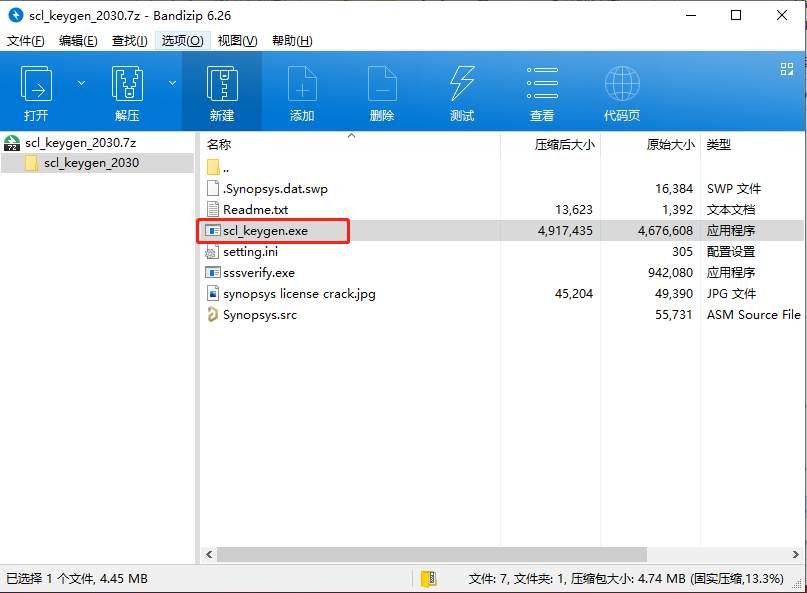 scl_keygen_2030.7z - Bandizip 6.26
文件(F) 编辑(E) 查找(I) 选项(O) 视图(V) 帮助(H)
打开 解压 新建 添加 删除 测试 查看 代码页
scl_keygen_2030.7z
scl_keygen_2030
名称 压缩后大小 原始大小 类型
..
.Synopsys.dat.swp 16,384 SWP 文件
Readme.txt 13,623 1,392 文本文档
scl_keygen.exe 4,917,435 4,676,608 应用程序
setting.ini 305 配置设置
sssverify.exe 942,080 应用程序
synopsys license crack.jpg 45,204 49,390 JPG 文件
Synopsys.src 55,731 ASM Source File
已选择 1 个文件, 4.45 MB 文件: 7, 文件夹: 1, 压缩包大小: 4.74 MB (固实压缩,13.3%)